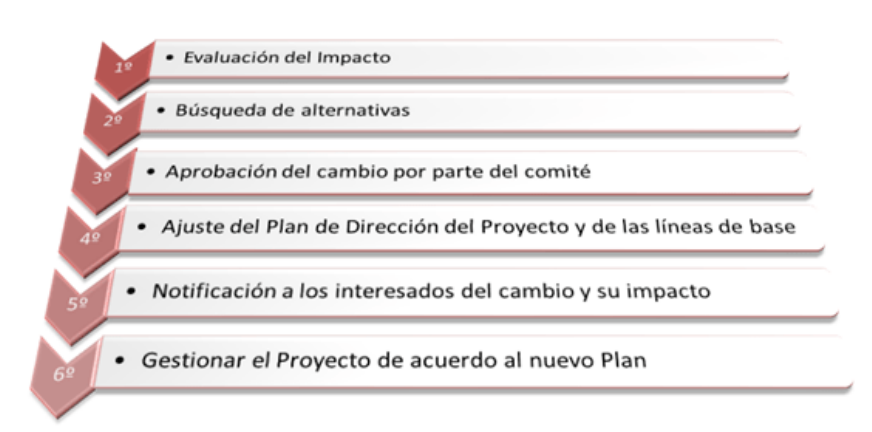 1º • Evaluación del Impacto
2º • Búsqueda de alternativas
3º • Aprobación del cambio por parte del comité
4º • Ajuste del Plan de Dirección del Proyecto y de las líneas de base
5º • Notificación a los interesados del cambio y su impacto
6º • Gestionar el Proyecto de acuerdo al nuevo Plan